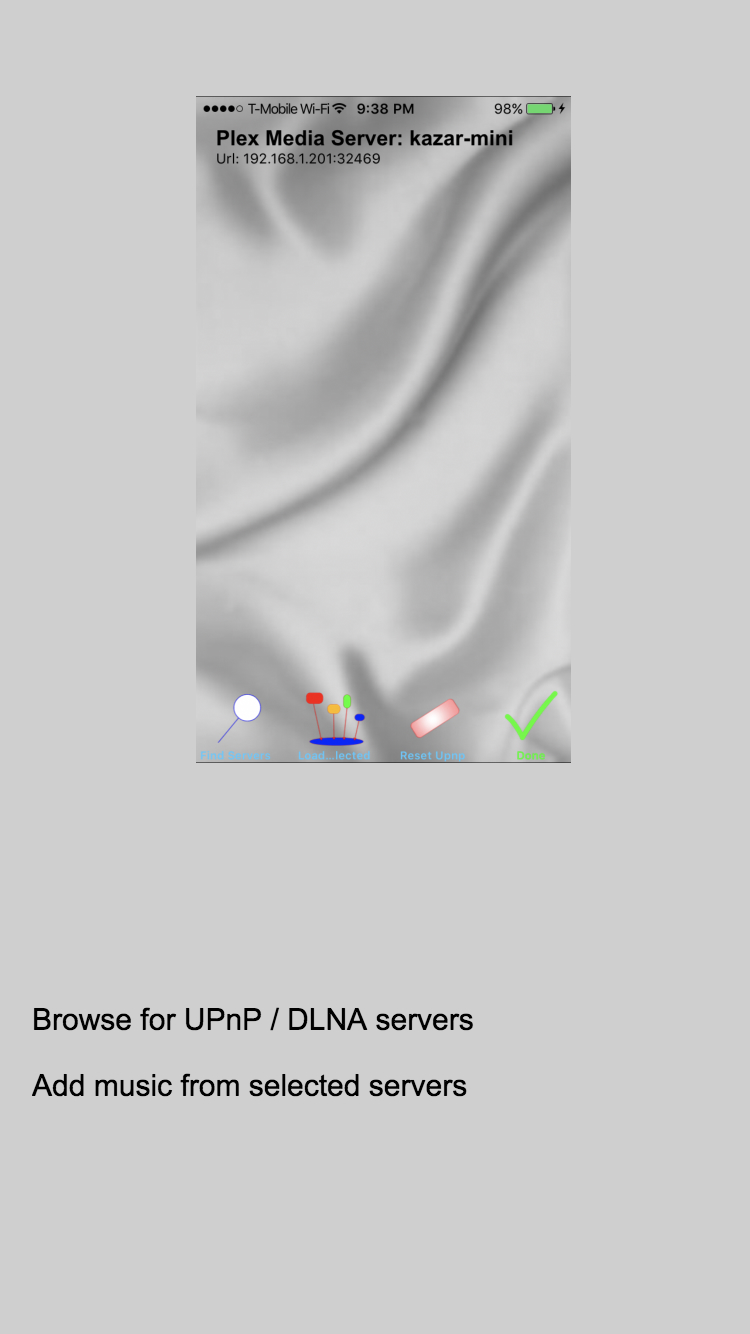 T-Mobile Wi-Fi 9:38 PM 98%
Plex Media Server: kazar-mini
Url: 192.168.1.201:32469
Find Servers Load...lected Reset Upnp Done
Browse for UPnP / DLNA servers
Add music from selected servers